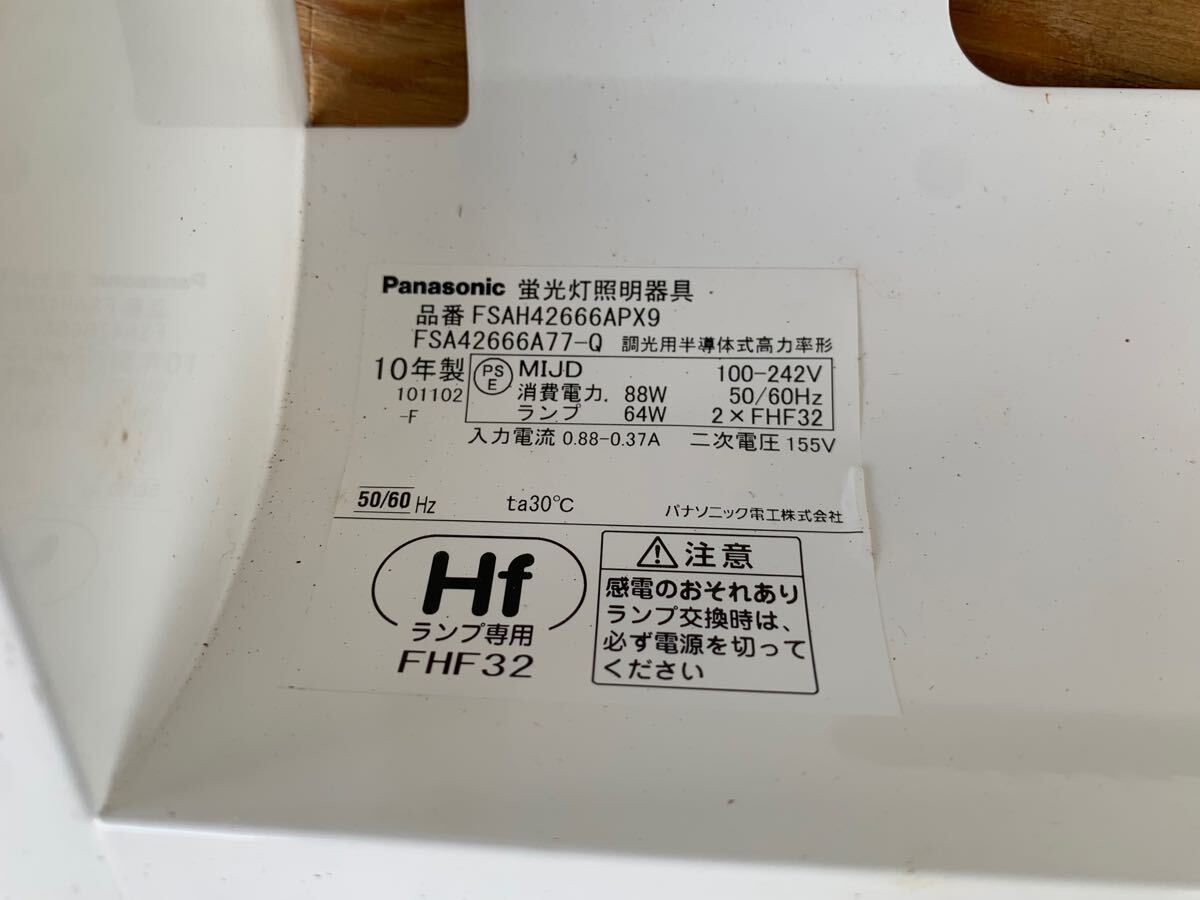 Panasonic 蛍光灯照明器具
品番 FSAH42666APX9
FSA42666A77-Q 調光用半導体式高力率形
10年製 PSE MIJD 100-242V
101102 消費電力 88W 50/60Hz
-F ランプ 64W 2×FHF32
入力電流 0.88-0.37A 二次電圧 155V
50/60 Hz ta30℃ パナソニック電工株式会社
Hf
ランプ専用
FHF32
⚠注意
感電のおそれあり
ランプ交換時は、
必ず電源を切って
ください
Panasonic